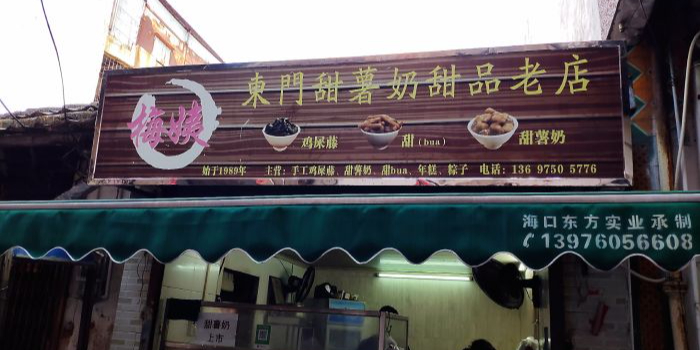 梅姨
東門甜薯奶甜品老店
鸡屎藤
甜(bua)
甜薯奶
始于1989年 主营:手工鸡屎藤、甜薯奶、甜bua、年糕、粽子 电话:136 9750 5776
海口东方实业承制
13976056608
甜薯奶
上市